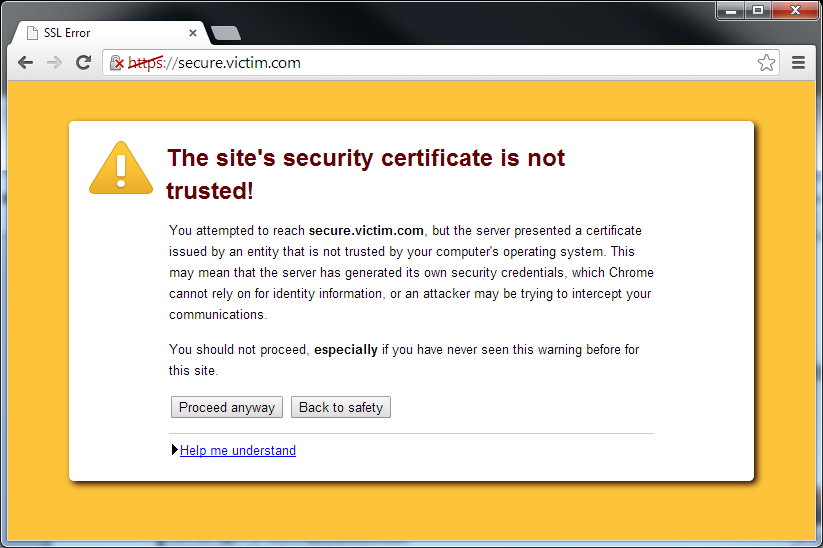 SSL Error
https://secure.victim.com
The site's security certificate is not
trusted!
You attempted to reach secure.victim.com, but the server presented a certificate
issued by an entity that is not trusted by your computer's operating system. This
may mean that the server has generated its own security credentials, which Chrome
cannot rely on for identity information, or an attacker may be trying to intercept your
communications.
You should not proceed, especially if you have never seen this warning before for
this site.
Proceed anyway Back to safety
Help me understand